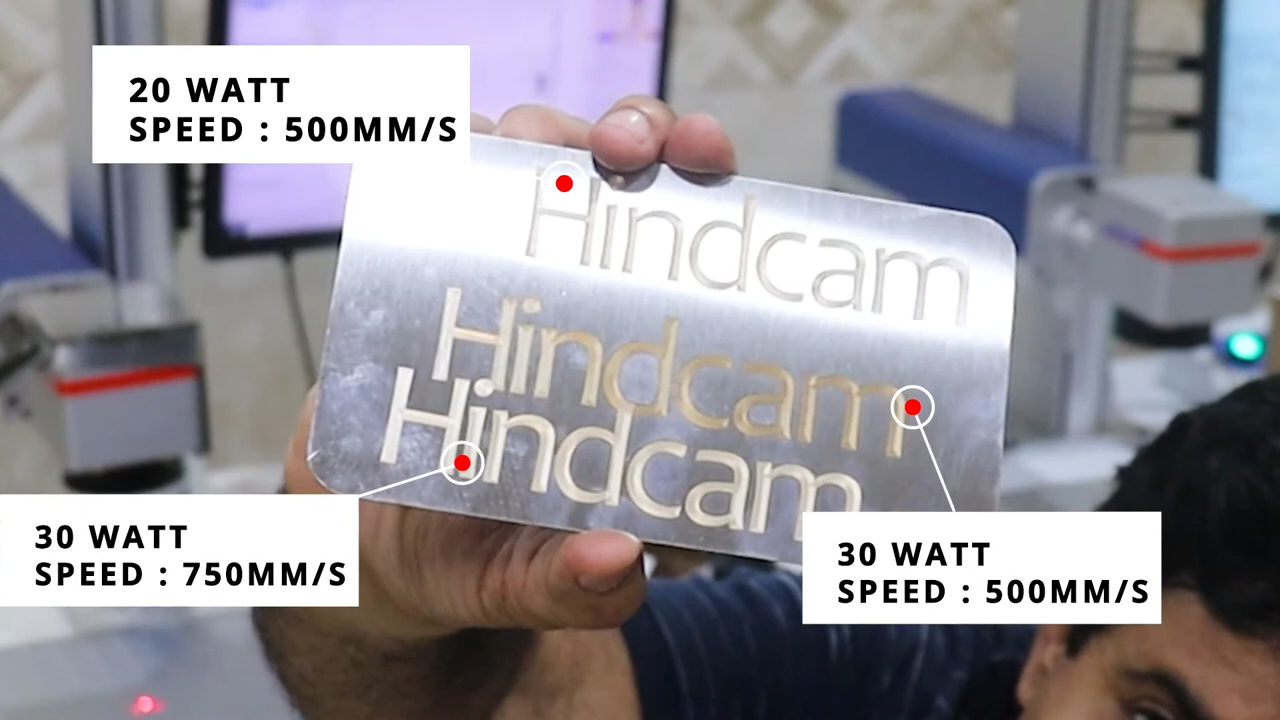 20 WATT
SPEED : 500MM/S
Hindcam
Hindcam
Hindcam
30 WATT
SPEED : 750MM/S
30 WATT
SPEED : 500MM/S